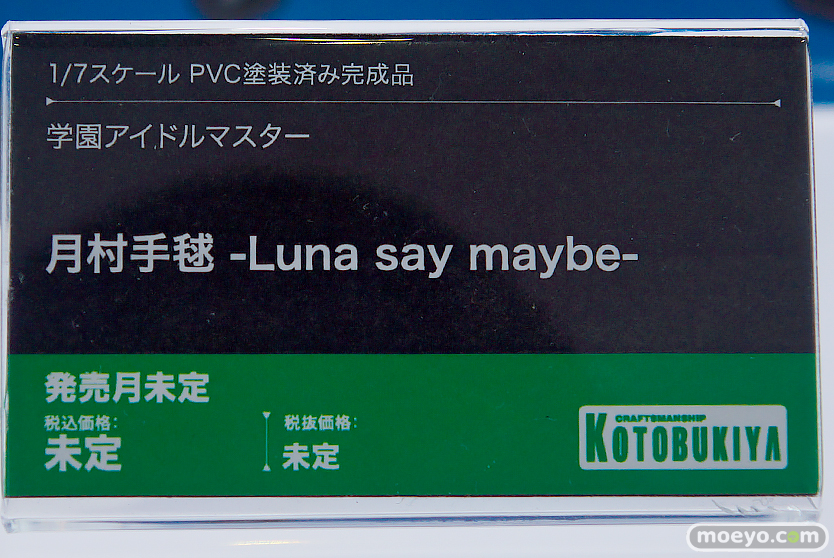 1/7スケール PVC塗装済み完成品
学園アイドルマスター
月村手毬 -Luna say maybe-
発売月未定
税込価格:
未定
税抜価格:
未定
CRAFTSMANSHIP
KOTOBUKIYA
moeyo.com